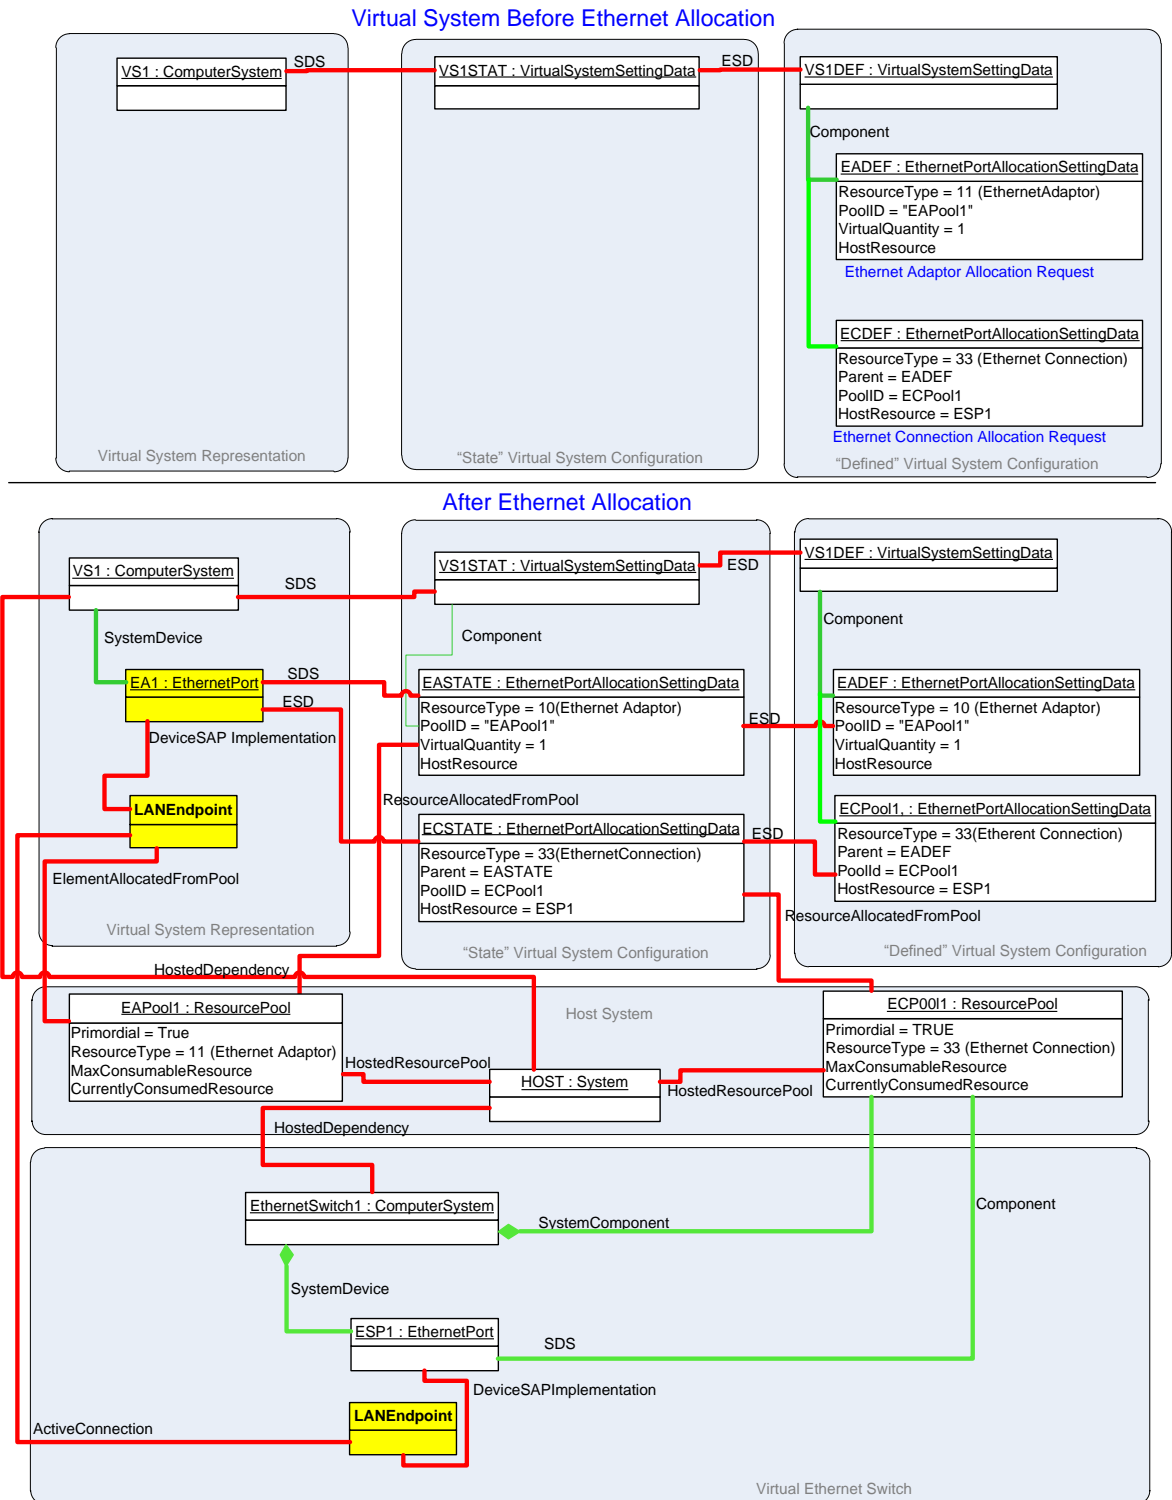 Virtual System Before Ethernet Allocation
VS1 : ComputerSystem
SDS
VS1STAT : VirtualSystemSettingData
ESD
VS1DEF : VirtualSystemSettingData
Component
EADEF : EthernetPortAllocationSettingData
ResourceType = 11 (EthernetAdaptor)
PoolID = "EAPool1"
VirtualQuantity = 1
HostResource
Ethernet Adaptor Allocation Request
ECDEF : EthernetPortAllocationSettingData
ResourceType = 33 (Ethernet Connection)
Parent = EADEF
PoolID = ECPool1
HostResource = ESP1
Ethernet Connection Allocation Request
Virtual System Representation
“State” Virtual System Configuration
“Defined” Virtual System Configuration
After Ethernet Allocation
VS1 : ComputerSystem
SDS
VS1STAT : VirtualSystemSettingData
ESD
VS1DEF : VirtualSystemSettingData
SystemDevice
Component
Component
EA1 : EthernetPort
SDS
ESD
DeviceSAP Implementation
EASTATE : EthernetPortAllocationSettingData
ResourceType = 10(Ethernet Adaptor)
PoolID = "EAPool1"
VirtualQuantity = 1
HostResource
ESD
EADEF : EthernetPortAllocationSettingData
ResourceType = 10 (Ethernet Adaptor)
PoolID = "EAPool1"
VirtualQuantity = 1
HostResource
LANEndpoint
ResourceAllocatedFromPool
ECSTATE : EthernetPortAllocationSettingData
ResourceType = 33(EthernetConnection)
Parent = EASTATE
PoolID = ECPool1
HostResource = ESP1
ESD
ECPool1, : EthernetPortAllocationSettingData
ResourceType = 33(Etherent Connection)
Parent = EADEF
PoolId = ECPool1
HostResource = ESP1
ElementAllocatedFromPool
ResourceAllocatedFromPool
Virtual System Representation
“State” Virtual System Configuration
“Defined” Virtual System Configuration
HostedDependency
EAPool1 : ResourcePool
Primordial = True
ResourceType = 11 (Ethernet Adaptor)
MaxConsumableResource
CurrentlyConsumedResource
Host System
HostedResourcePool
HOST : System
HostedResourcePool
ECP00l1 : ResourcePool
Primordial = TRUE
ResourceType = 33 (Ethernet Connection)
MaxConsumableResource
CurrentlyConsumedResource
HostedDependency
EthernetSwitch1 : ComputerSystem
SystemComponent
Component
SystemDevice
ESP1 : EthernetPort
SDS
DeviceSAPImplementation
LANEndpoint
ActiveConnection
Virtual Ethernet Switch